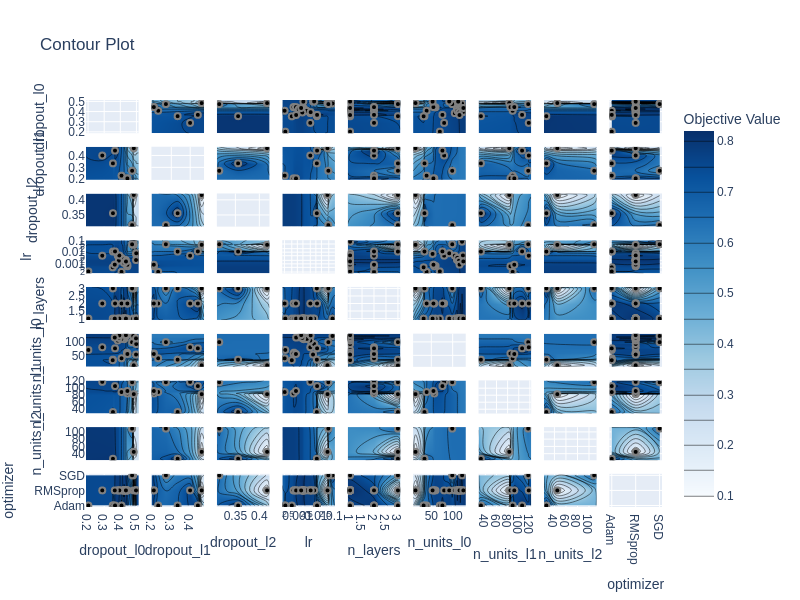 Contour Plot
Objective Value
0.8
0.7
0.6
0.5
0.4
0.3
0.2
0.1
dropout_l0
0.5
0.4
0.3
0.2
dropout_l1
0.4
0.3
0.2
dropout_l2
0.4
0.35
lr
0.1
0.01
0.001
n_layers
3
2.5
2
1.5
1
n_units_l0
100
50
n_units_l1
120
100
80
60
40
n_units_l2
100
80
60
40
optimizer
SGD
RMSprop
Adam
0.2 0.3 0.4 0.5
0.2 0.3 0.4
0.35 0.4
1 1.5 2 2.5 3
50 100
40 60 80 100 120
40 60 80 100
Adam RMSprop SGD
dropout_l0 dropout_l1 dropout_l2 lr n_layers n_units_l0 n_units_l1 n_units_l2 optimizer